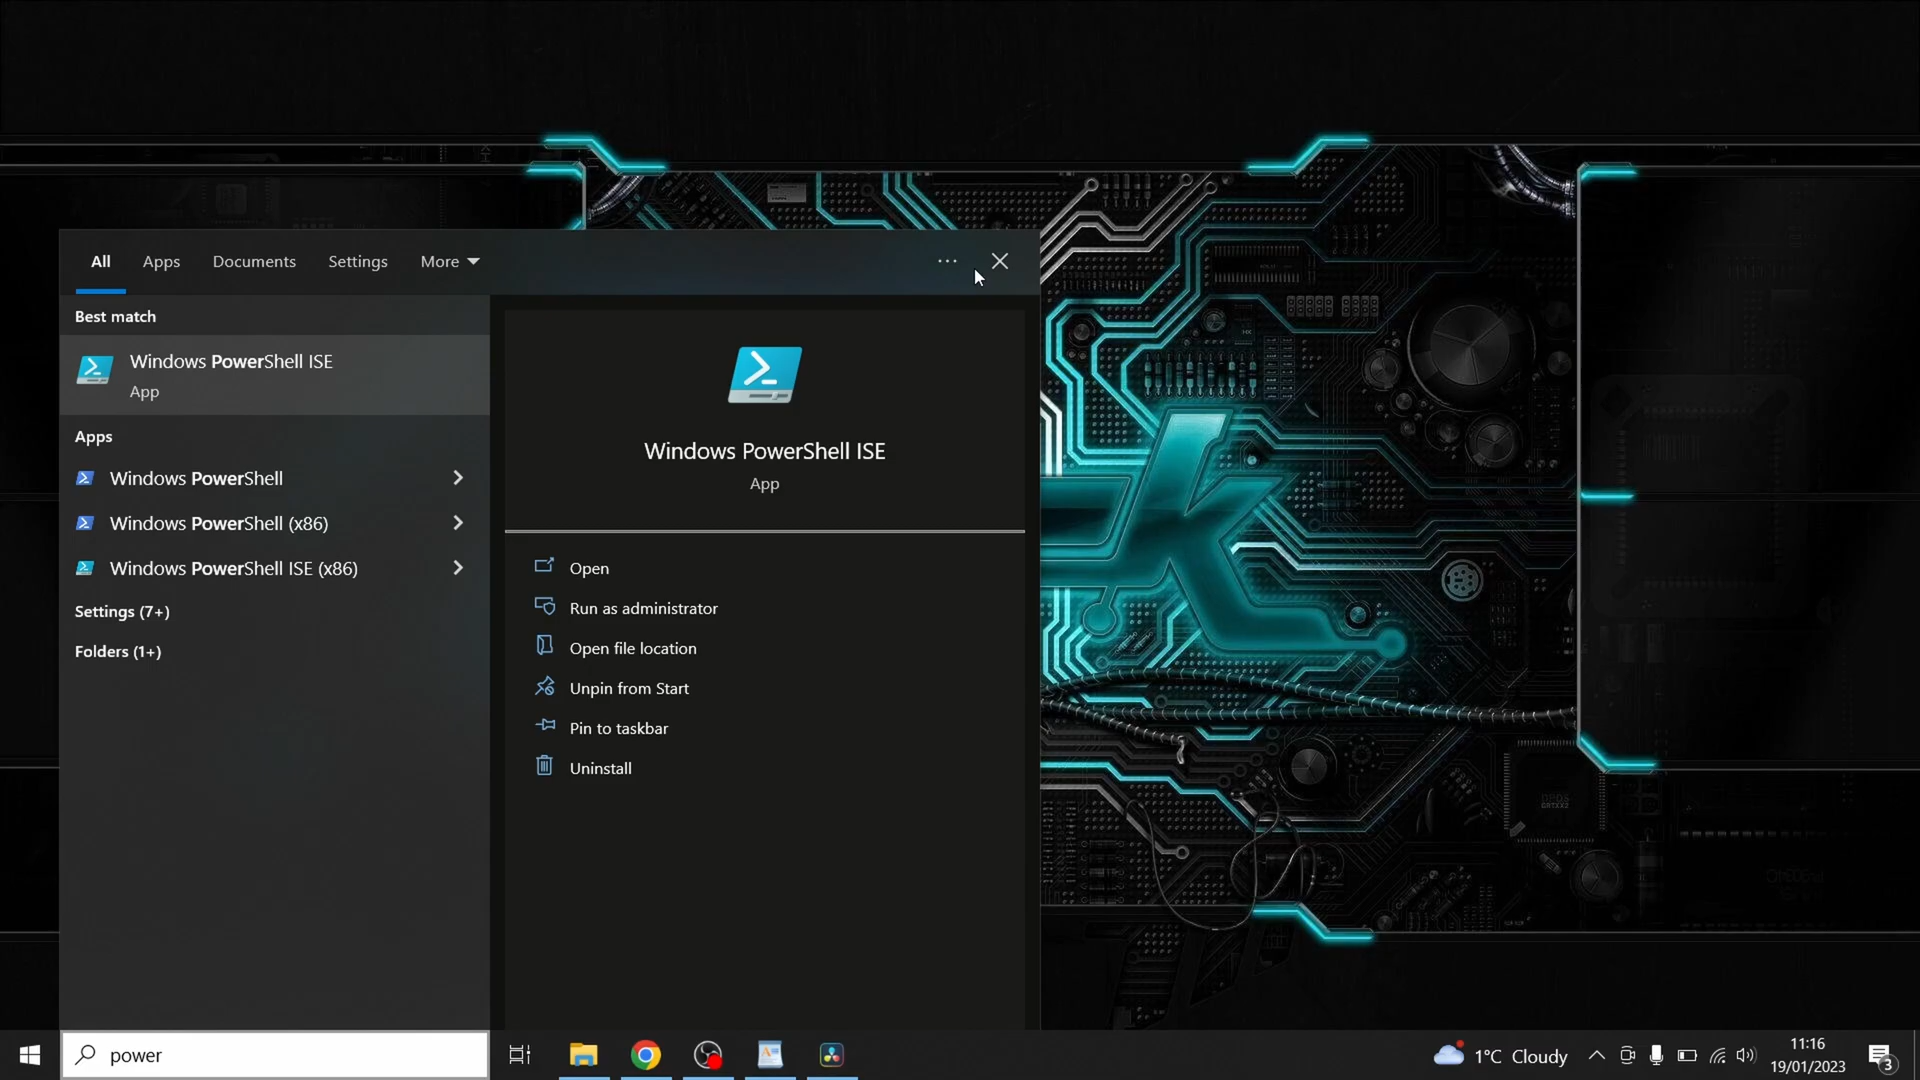 All Apps Documents Settings More
Best match
Windows PowerShell ISE
App
Apps
Windows PowerShell
Windows PowerShell (x86)
Windows PowerShell ISE (x86)
Settings (7+)
Folders (1+)
Windows PowerShell ISE
App
Open
Run as administrator
Open file location
Unpin from Start
Pin to taskbar
Uninstall
power
1°C Cloudy
11:16
19/01/2023
3